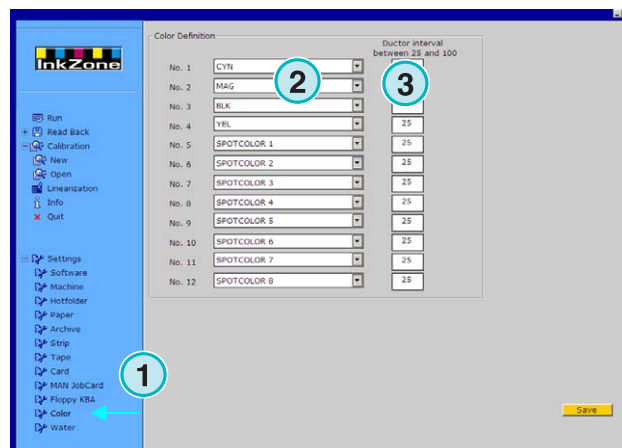 InkZone
Run
Read Back
Calibration
New
Open
Linearization
Info
Quit
Settings
Software
Machine
Hotfolder
Paper
Archive
Strip
Tape
Card
MAN JobCard
Floppy KBA
Color
Water
1
Color Definition
Ductor interval
between 25 and 100
No. 1 CYN
No. 2 MAG
No. 3 BLK
No. 4 YEL 25
No. 5 SPOTCOLOR 1 25
No. 6 SPOTCOLOR 2 25
No. 7 SPOTCOLOR 3 25
No. 8 SPOTCOLOR 4 25
No. 9 SPOTCOLOR 5 25
No. 10 SPOTCOLOR 6 25
No. 11 SPOTCOLOR 7 25
No. 12 SPOTCOLOR 8 25
2
3
Save